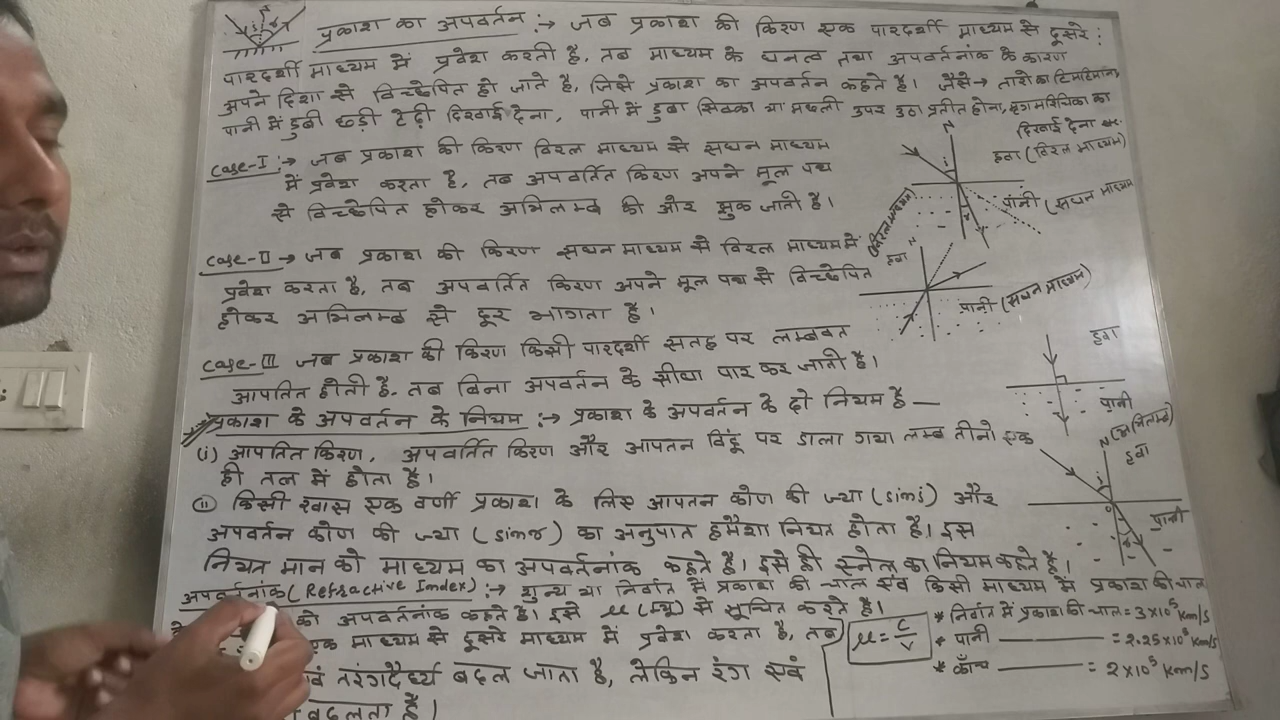 प्रकाश का अपवर्तन :→ जब प्रकाश की किरण एक पारदर्शी माध्यम से दूसरे
पारदर्शी माध्यम में प्रवेश करती है, तब माध्यम के घनत्व तथा अपवर्तनांक के कारण
अपने दिशा से विच्छेपित हो जाते है, जिसे प्रकाश का अपवर्तन कहते है। जैसे→ तारों का टिमटिमाना,
पानी में डुबी छड़ी टेढ़ी दिखाई देना, पानी में डुबा सिक्का या मछली उपर उठा प्रतीत होना, मृगमरिचिका का
दिखाई देना
case-I :→ जब प्रकाश की किरण विरल माध्यम से सघन माध्यम
में प्रवेश करता है, तब अपवर्तित किरण अपने मूल पथ
से विच्छेपित होकर अभिलम्ब की ओर झुक जाती है।
N
हवा (विरल माध्यम)
पानी (सघन माध्यम)
case-II → जब प्रकाश की किरण सघन माध्यम से विरल माध्यम में
प्रवेश करता है, तब अपवर्तित किरण अपने मूल पथ से विच्छेपित
होकर अभिलम्ब से दूर भागता है।
(विरल माध्यम)
हवा
N
पानी (सघन माध्यम)
case-III जब प्रकाश की किरण किसी पारदर्शी सतह पर लम्बवत
आपतित होती है, तब बिना अपवर्तन के सीधा पार कर जाती है।
हवा
पानी
प्रकाश के अपवर्तन के नियम :→ प्रकाश के अपवर्तन के दो नियम है —
(i) आपतित किरण, अपवर्तित किरण और आपतन विंदू पर डाला गया लम्ब तीनो एक
ही तल में होता है।
N (अभिलम्ब)
हवा
पानी
(ii) किसी खास एक वर्णी प्रकाश के लिए आपतन कोण की ज्या (sini) और
अपवर्तन कोण की ज्या (sinr) का अनुपात हमेशा नियत होता है। इस
नियत मान को माध्यम का अपवर्तनांक कहते है। इसे ही स्नेल का नियम कहते है।
अपवर्तनांक (Refractive Index) :→ शुन्य या निर्वात में प्रकाश की चाल एवं किसी माध्यम में प्रकाश की चाल
को अपवर्तनांक कहते है। इसे μ (म्यू) से सूचित करते है।
एक माध्यम से दूसरे माध्यम में प्रवेश करता है, तब
एवं तरंगदैर्ध्य बदल जाता है, लेकिन रंग एवं
बदलता है।
μ = c/v
* निर्वात में प्रकाश की चाल = 3×10⁵ km/s
* पानी ——— = 2.25×10⁵ km/s
* काँच ——— = 2×10⁵ km/s